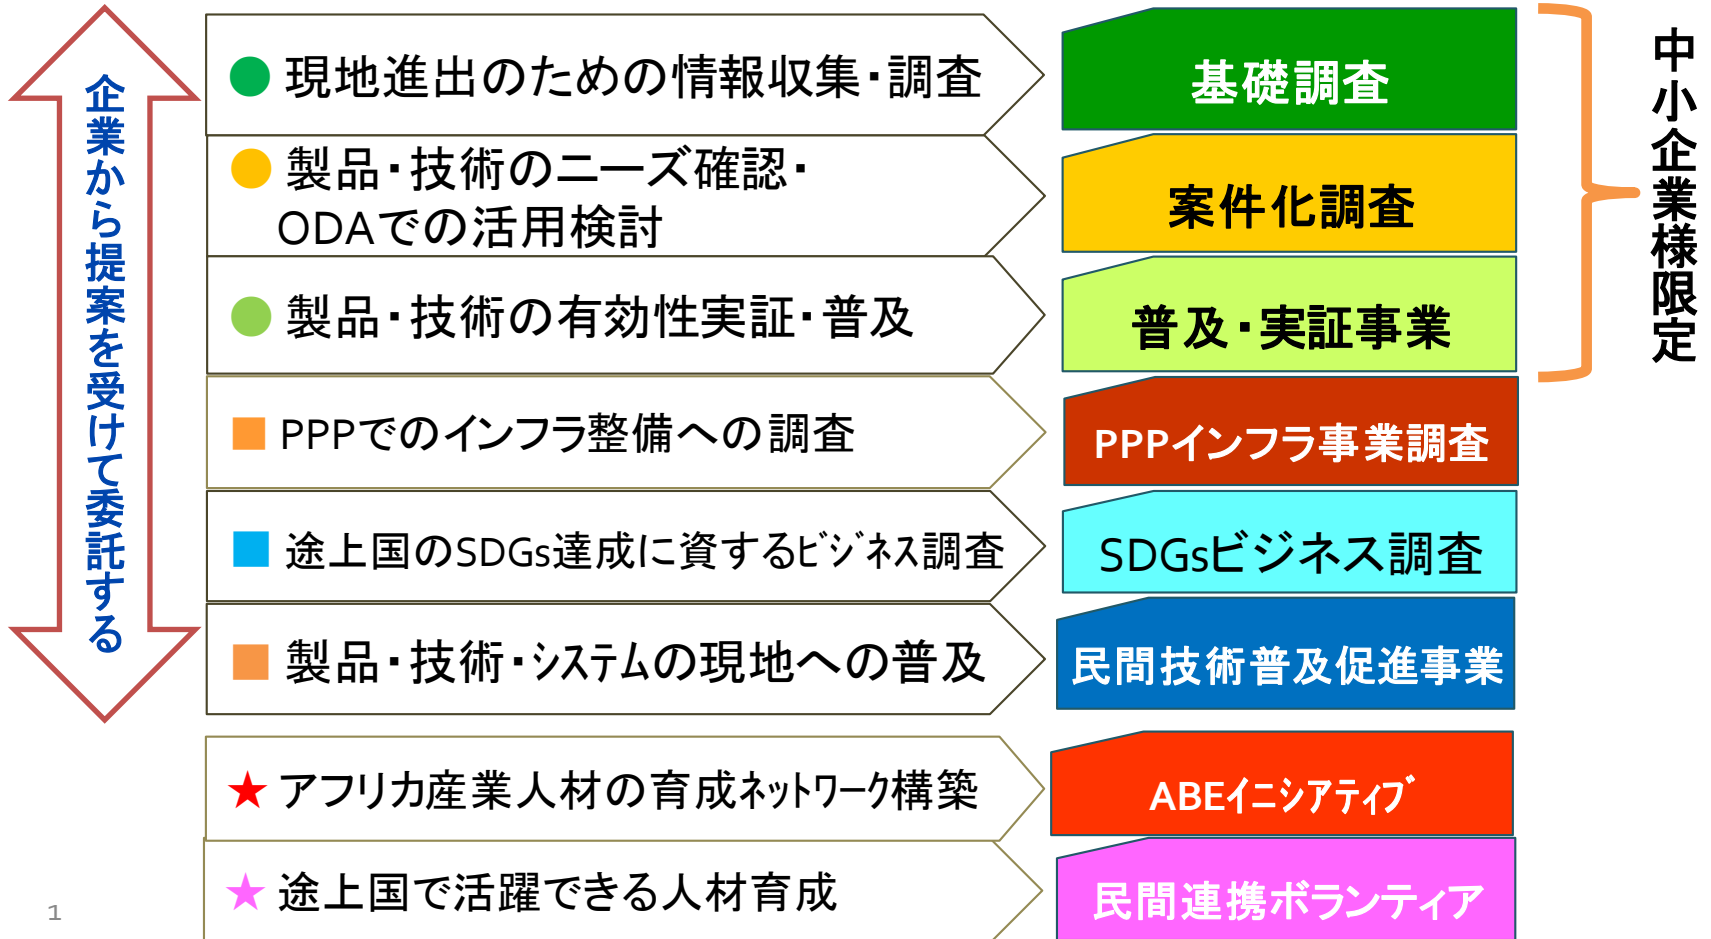 企業から提案を受けて委託する
● 現地進出のための情報収集・調査
基礎調査
● 製品・技術のニーズ確認・
ODAでの活用検討
案件化調査
● 製品・技術の有効性実証・普及
普及・実証事業
中小企業様限定
■ PPPでのインフラ整備への調査
PPPインフラ事業調査
■ 途上国のSDGs達成に資するﾋﾞｼﾞネス調査
SDGsビジネス調査
■ 製品・技術・ｼｽﾃﾑの現地への普及
民間技術普及促進事業
★ アフリカ産業人材の育成ﾈｯﾄﾜｰｸ構築
ABEｲﾆｼｱﾃｨﾌﾞ
★ 途上国で活躍できる人材育成
民間連携ボランティア
1